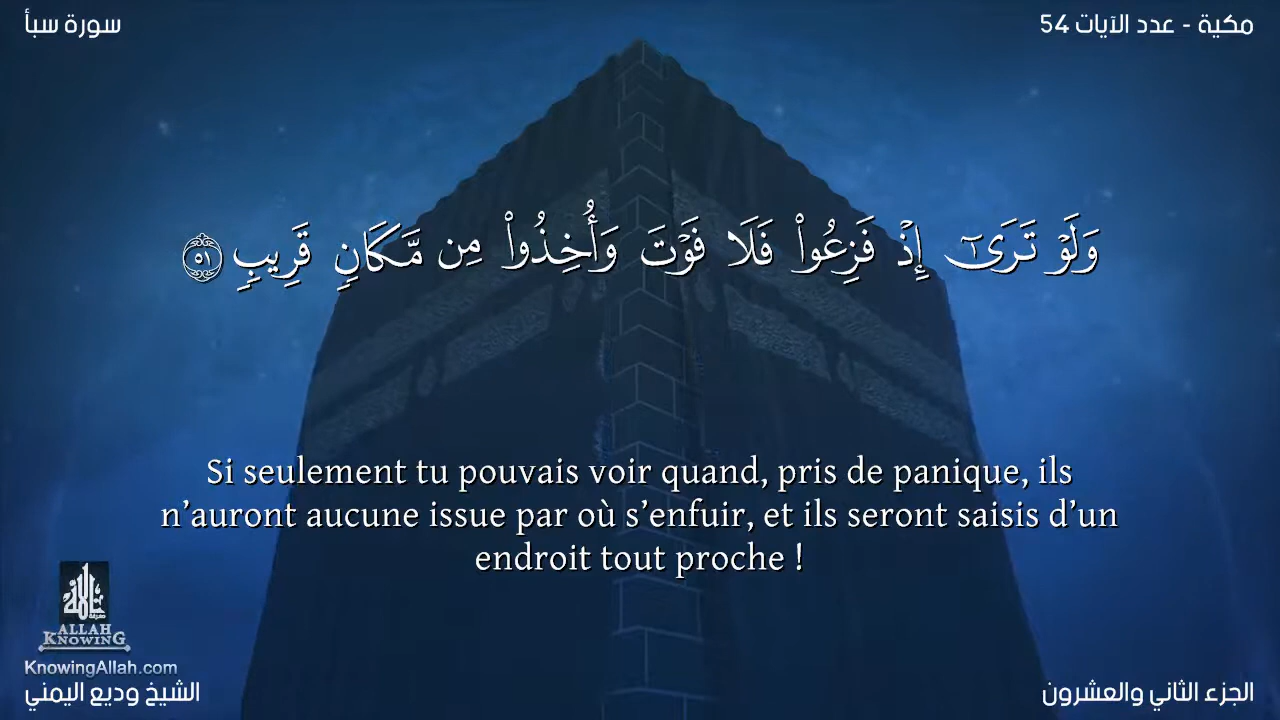 سورة سبأ
مكية - عدد الآيات 54
وَلَوْ تَرَىٰٓ إِذْ فَزِعُوا۟ فَلَا فَوْتَ وَأُخِذُوا۟ مِن مَّكَانٍ قَرِيبٍ ٥١
Si seulement tu pouvais voir quand, pris de panique, ils
n’auront aucune issue par où s’enfuir, et ils seront saisis d’un
endroit tout proche !
ALLAH
KNOWING
KnowingAllah.com
الشيخ وديع اليمني
الجزء الثاني والعشرون